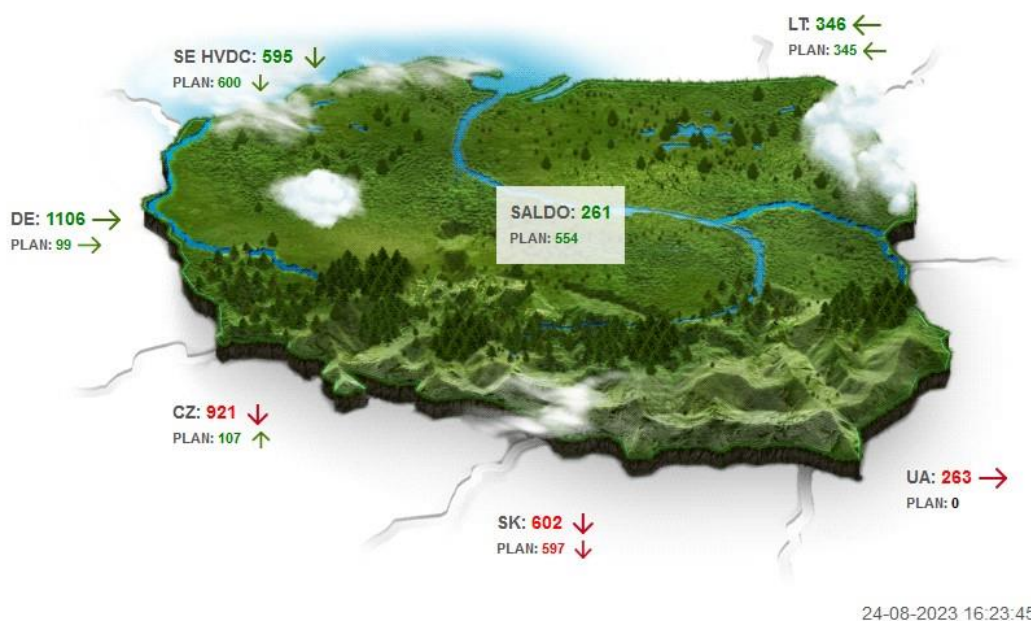 LT: 346
PLAN: 345
SE HVDC: 595
PLAN: 600
SALDO: 261
PLAN: 554
DE: 1106
PLAN: 99
CZ: 921
PLAN: 107
UA: 263
PLAN: 0
SK: 602
PLAN: 597
24-08-2023 16:23:45